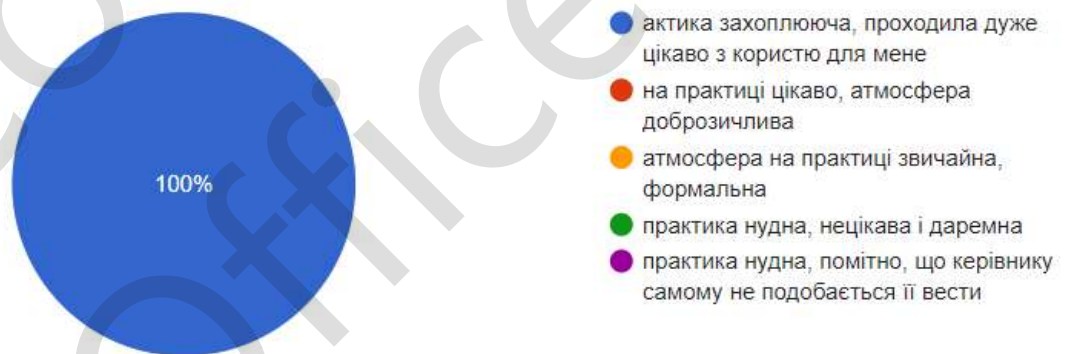 100%
актика захоплююча, проходила дуже
цікаво з користю для мене
на практиці цікаво, атмосфера
доброзичлива
атмосфера на практиці звичайна,
формальна
практика нудна, нецікава і даремна
практика нудна, помітно, що керівнику
самому не подобається її вести
Office